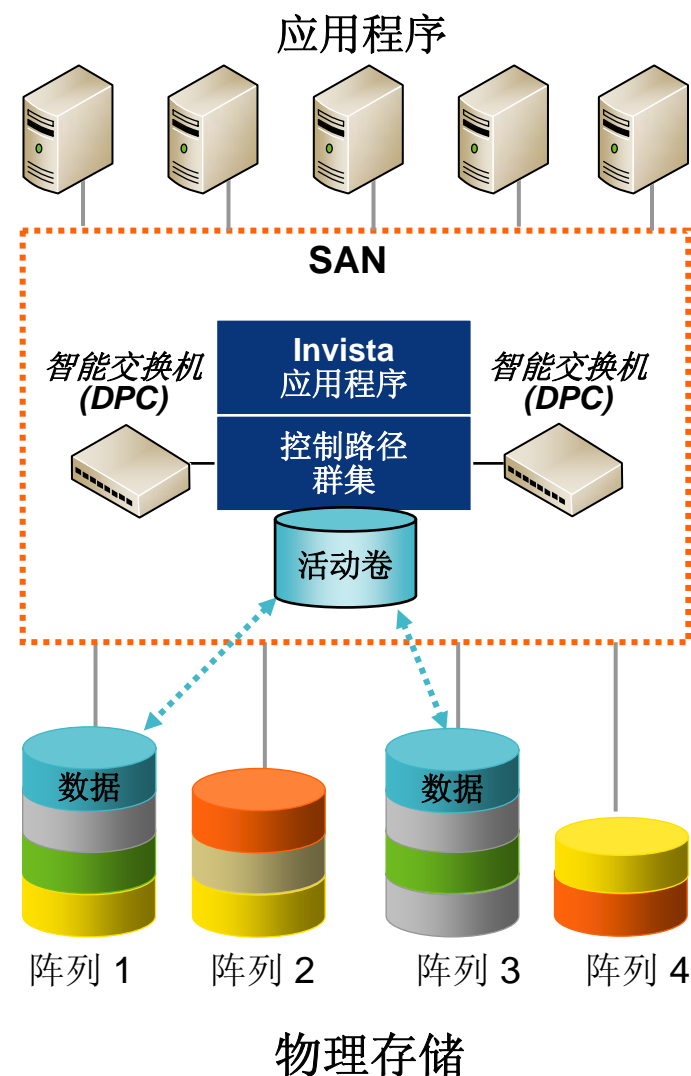 应用程序
SAN
Invista
应用程序
智能交换机
(DPC)
智能交换机
(DPC)
控制路径
群集
活动卷
数据
数据
阵列 1
阵列 2
阵列 3
阵列 4
物理存储